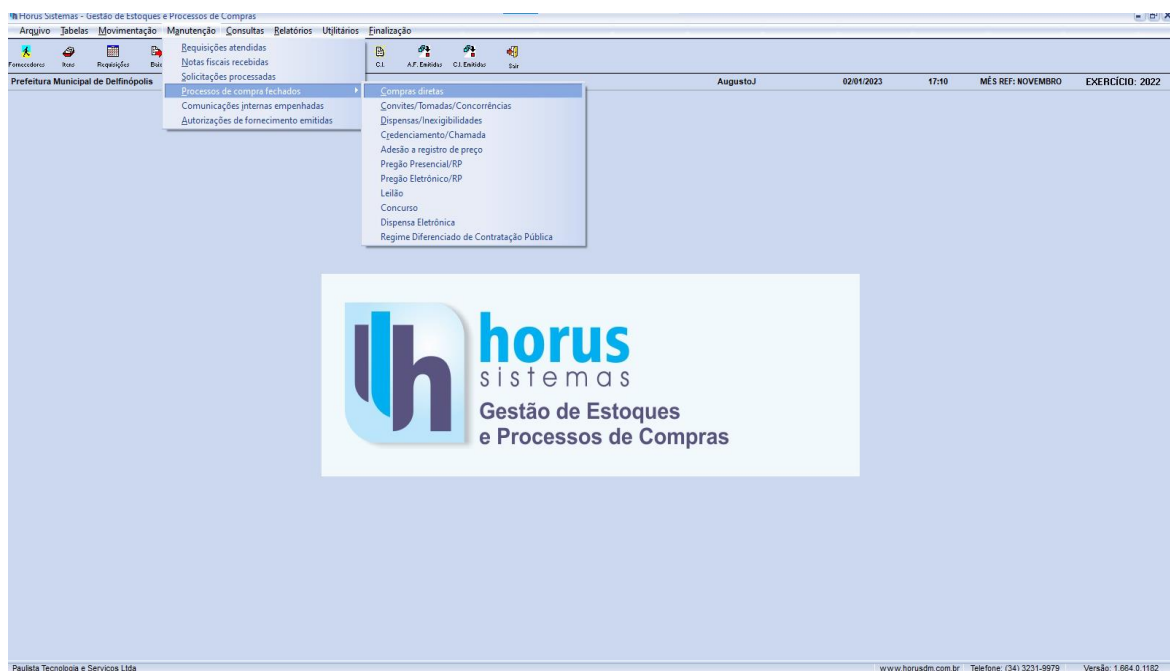 Horus Sistemas - Gestão de Estoques e Processos de Compras
Arquivo Tabelas Movimentação Manutenção Consultas Relatórios Utilitários Finalização
Fornecedores Itens Requisições C.I. A.F. Emitidas C.I. Emitidas Sair
Prefeitura Municipal de Delfinópolis AugustoJ 02/01/2023 17:10 MÊS REF: NOVEMBRO EXERCÍCIO: 2022
Requisições atendidas
Notas fiscais recebidas
Solicitações processadas
Processos de compra fechados
Comunicações internas empenhadas
Autorizações de fornecimento emitidas
Compras diretas
Convites/Tomadas/Concorrências
Dispensas/Inexigibilidades
Credenciamento/Chamada
Adesão a registro de preço
Pregão Presencial/RP
Pregão Eletrônico/RP
Leilão
Concurso
Dispensa Eletrônica
Regime Diferenciado de Contratação Pública
horus
sistemas
Gestão de Estoques
e Processos de Compras
Paulista Tecnologia e Serviços Ltda www.horusdm.com.br Telefone: (34) 3231-9979 Versão: 1.664.0.1182